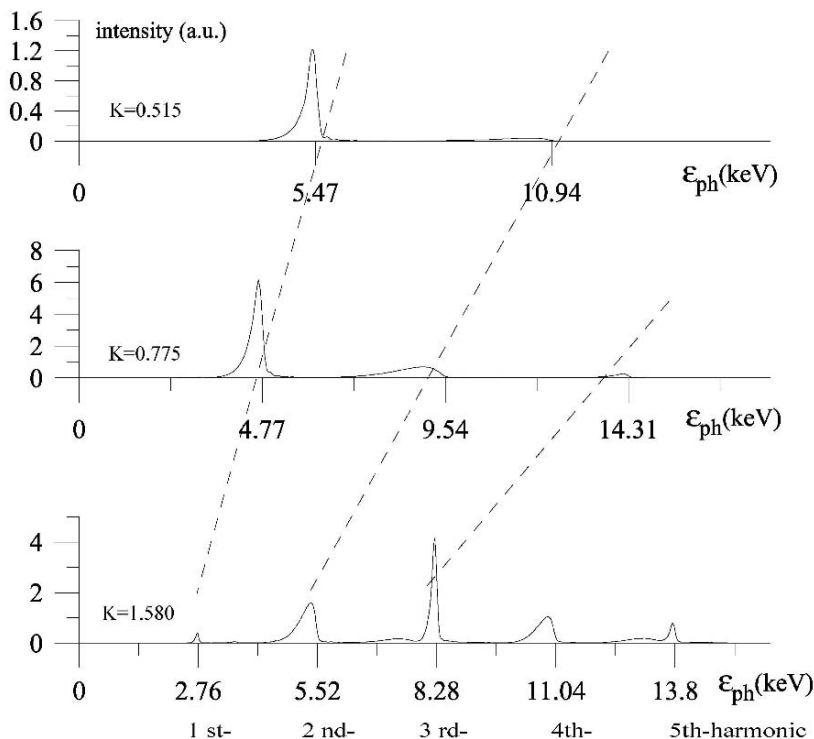 1.6
intensity (a.u.)
1.2
0.8
K=0.515
0.4
0
εph(keV)
0 5.47 10.94
8
6
4
2
K=0.775
0
εph(keV)
0 4.77 9.54 14.31
4
2
K=1.580
0
εph(keV)
0 2.76 5.52 8.28 11.04 13.8
1 st- 2 nd- 3 rd- 4th- 5th-harmonic